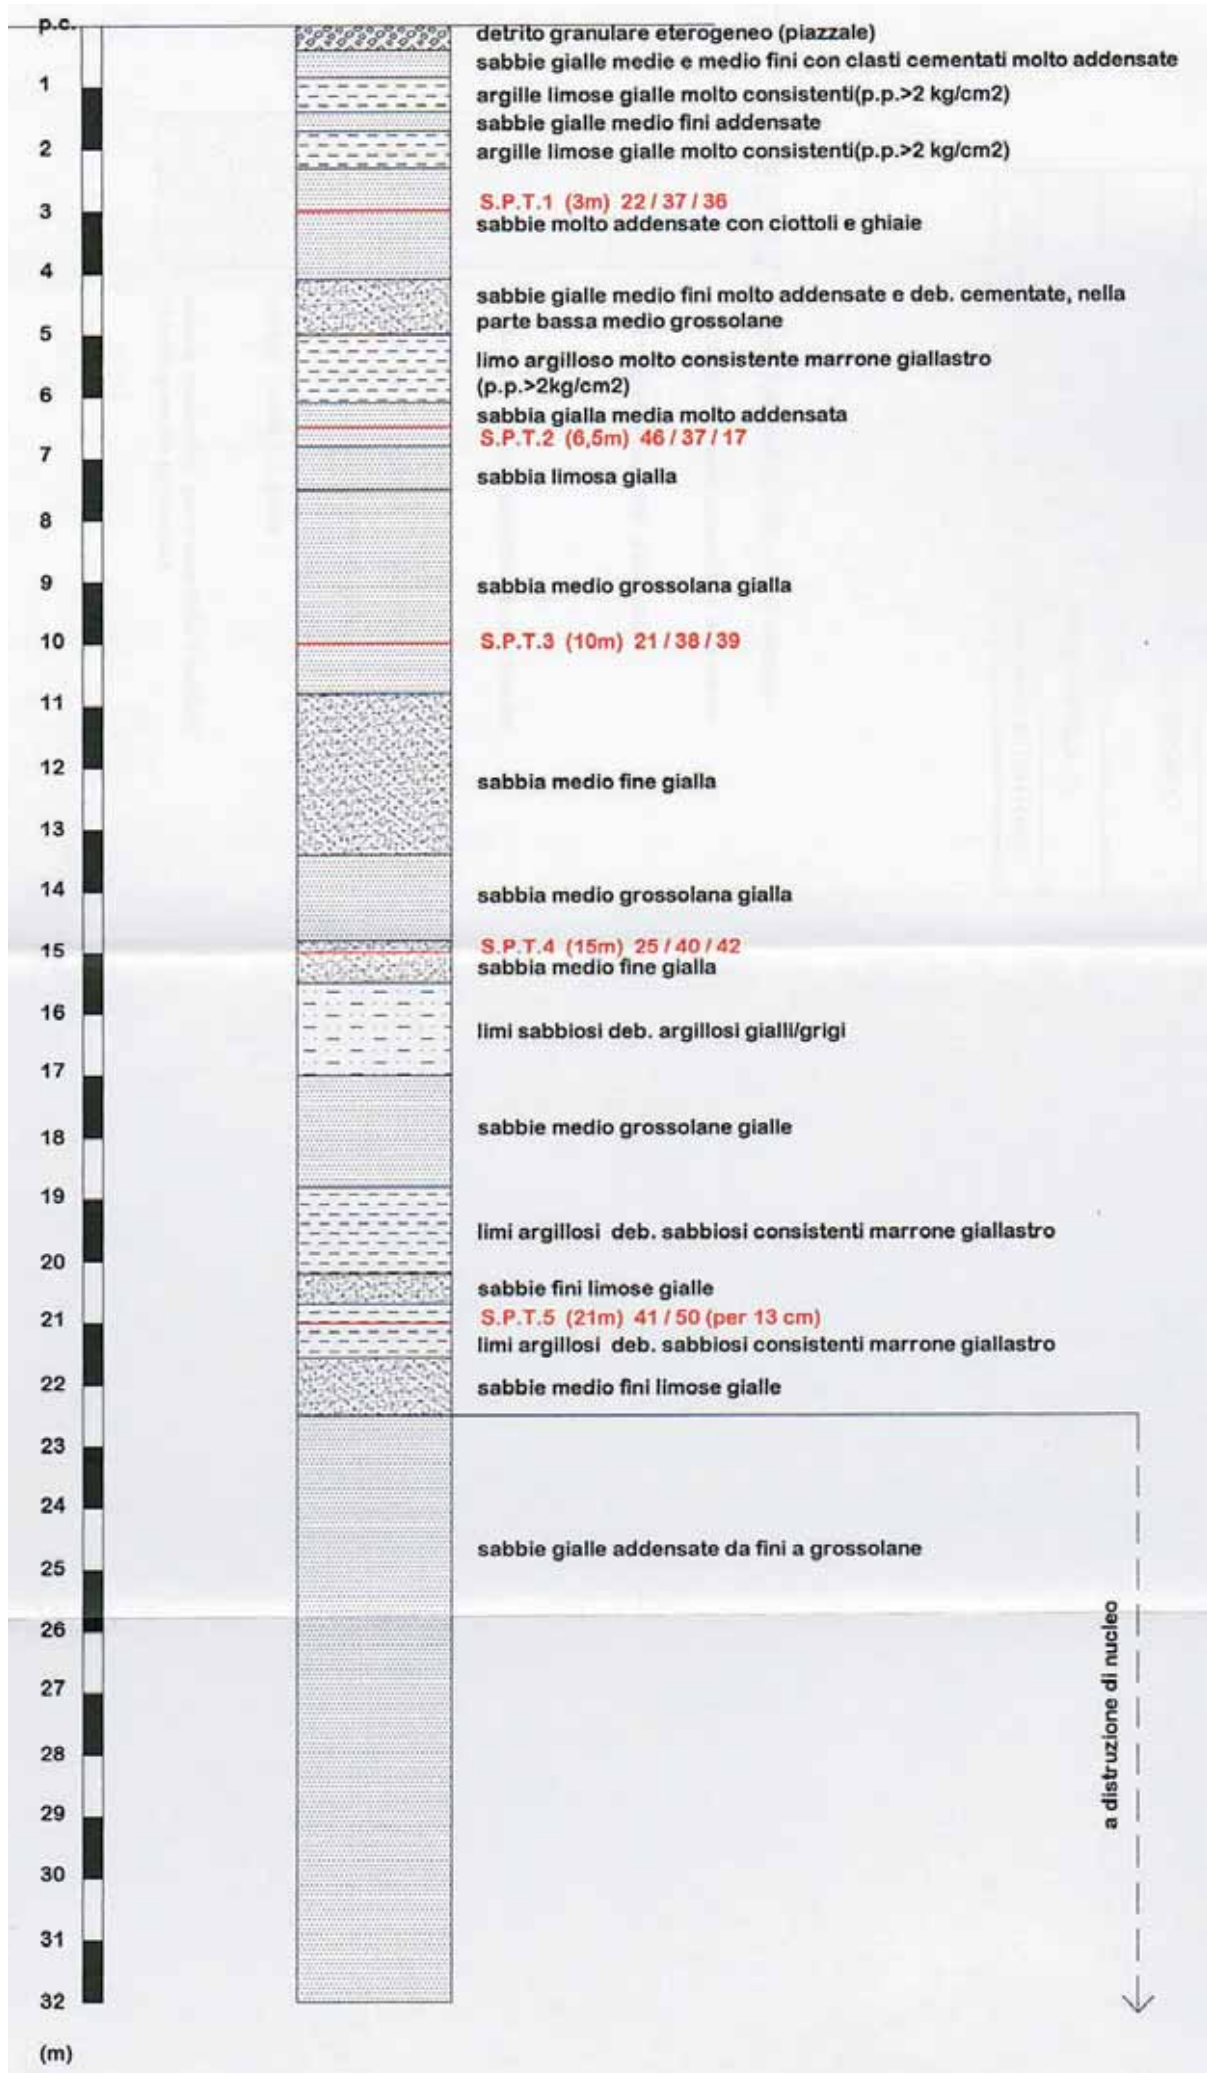 p.c.
detrito granulare eterogeneo (piazzale)
sabbie gialle medie e medio fini con clasti cementati molto addensate
1
argille limose gialle molto consistenti(p.p.>2 kg/cm2)
sabbie gialle medio fini addensate
2
argille limose gialle molto consistenti(p.p.>2 kg/cm2)
S.P.T.1 (3m) 22 / 37 / 36
3
sabbie molto addensate con ciottoli e ghiaie
4
sabbie gialle medio fini molto addensate e deb. cementate, nella
parte bassa medio grossolane
5
limo argilloso molto consistente marrone giallastro
(p.p.>2kg/cm2)
6
sabbia gialla media molto addensata
S.P.T.2 (6,5m) 46 / 37 / 17
7
sabbia limosa gialla
8
9
sabbia medio grossolana gialla
10
S.P.T.3 (10m) 21 / 38 / 39
11
12
sabbia medio fine gialla
13
14
sabbia medio grossolana gialla
S.P.T.4 (15m) 25 / 40 / 42
15
sabbia medio fine gialla
16
limi sabbiosi deb. argillosi gialli/grigi
17
18
sabbie medio grossolane gialle
19
limi argillosi deb. sabbiosi consistenti marrone giallastro
20
sabbie fini limose gialle
S.P.T.5 (21m) 41 / 50 (per 13 cm)
21
limi argillosi deb. sabbiosi consistenti marrone giallastro
22
sabbie medio fini limose gialle
23
24
sabbie gialle addensate da fini a grossolane
25
26
27
a distruzione di nucleo
28
29
30
31
32
(m)